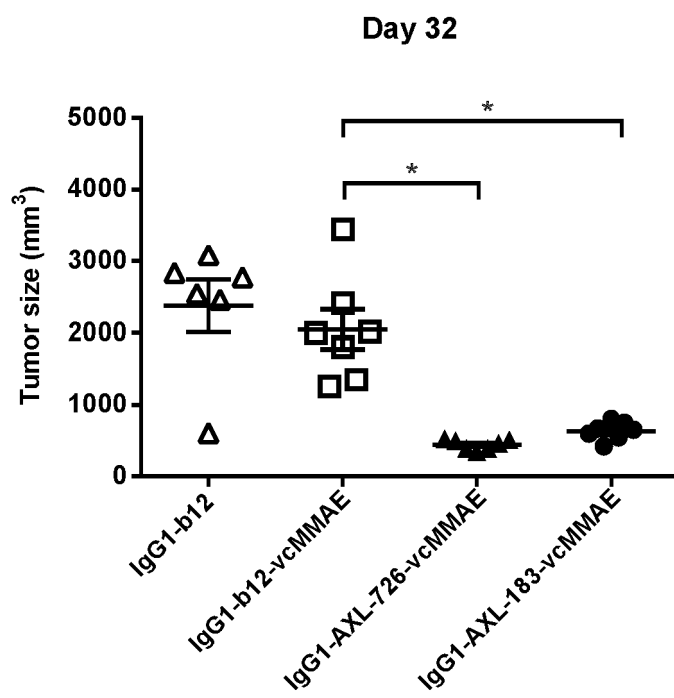 Day 32
*
*
Tumor size (mm³)
5000
4000
3000
2000
1000
0
IgG1-b12
IgG1-b12-vcMMAE
IgG1-AXL-726-vcMMAE
IgG1-AXL-183-vcMMAE